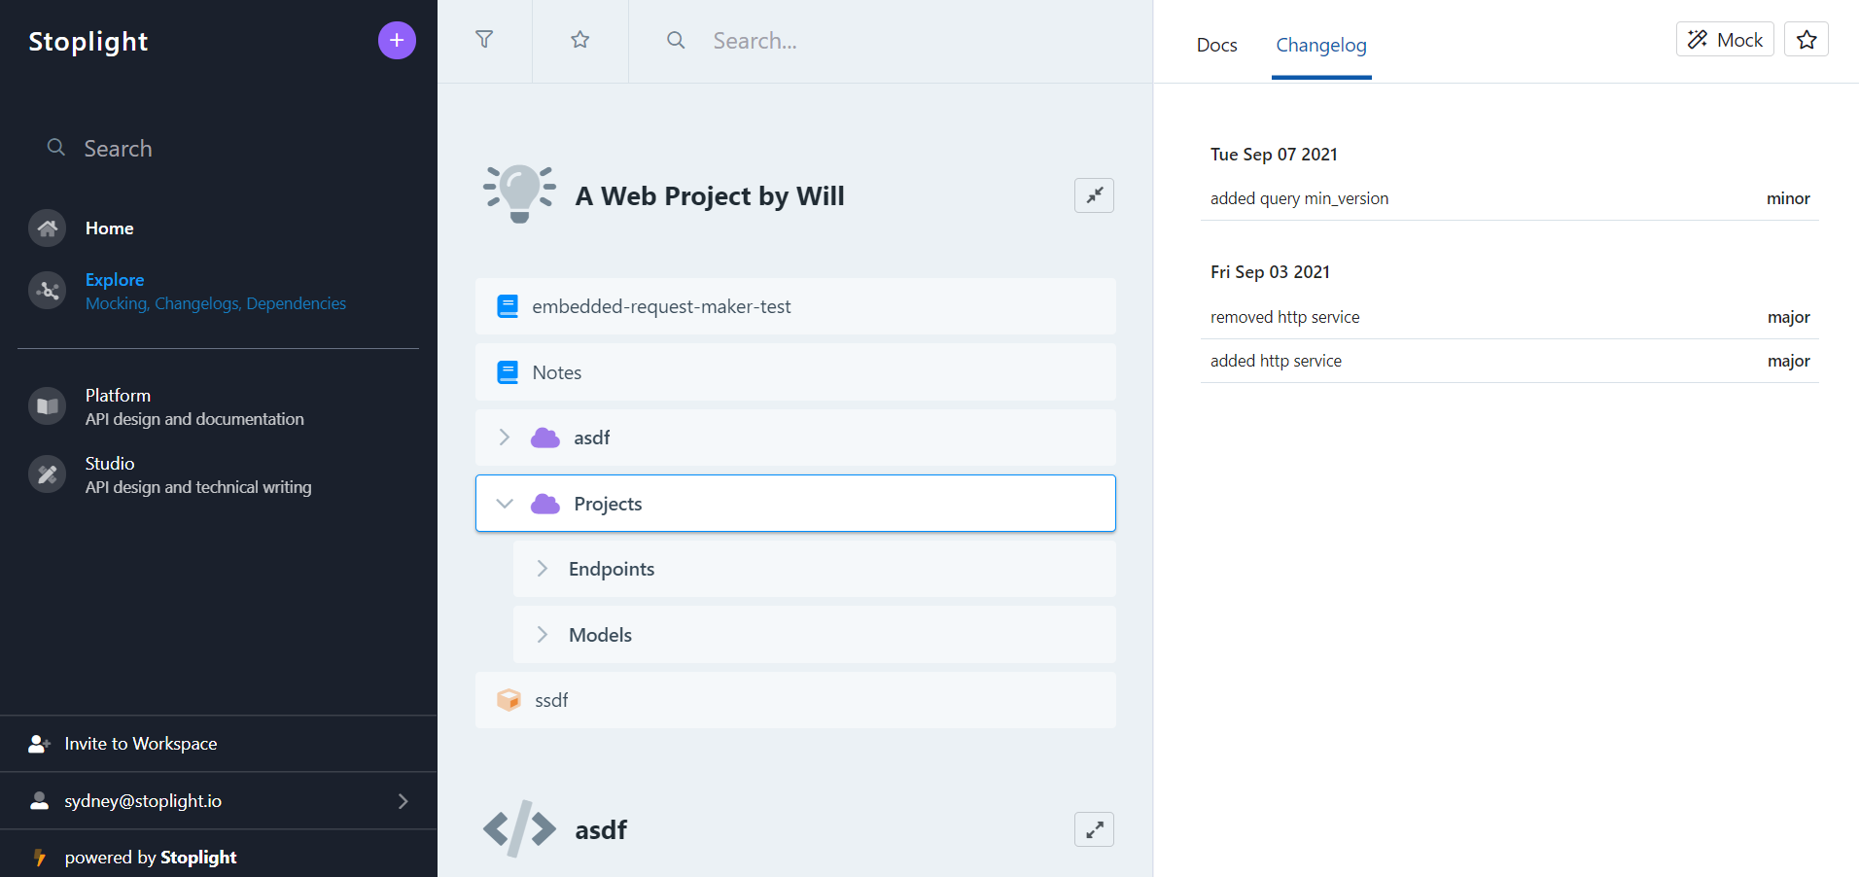 Stoplight
+
Search
Home
Explore
Mocking, Changelogs, Dependencies
Platform
API design and documentation
Studio
API design and technical writing
Invite to Workspace
sydney@stoplight.io
powered by Stoplight
Search...
A Web Project by Will
embedded-request-maker-test
Notes
asdf
Projects
Endpoints
Models
ssdf
asdf
Docs Changelog
Mock
Tue Sep 07 2021
added query min_version minor
Fri Sep 03 2021
removed http service major
added http service major